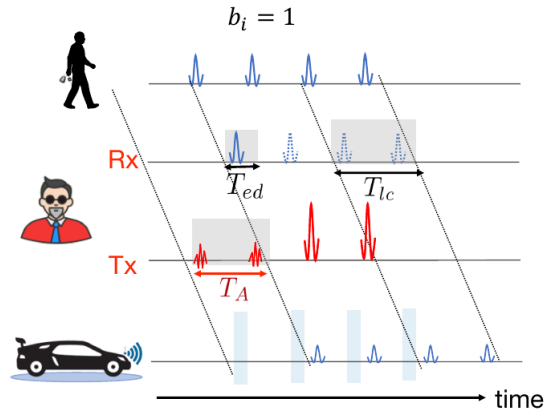 b_i = 1
Rx
T_ed
T_lc
Tx
T_A
time